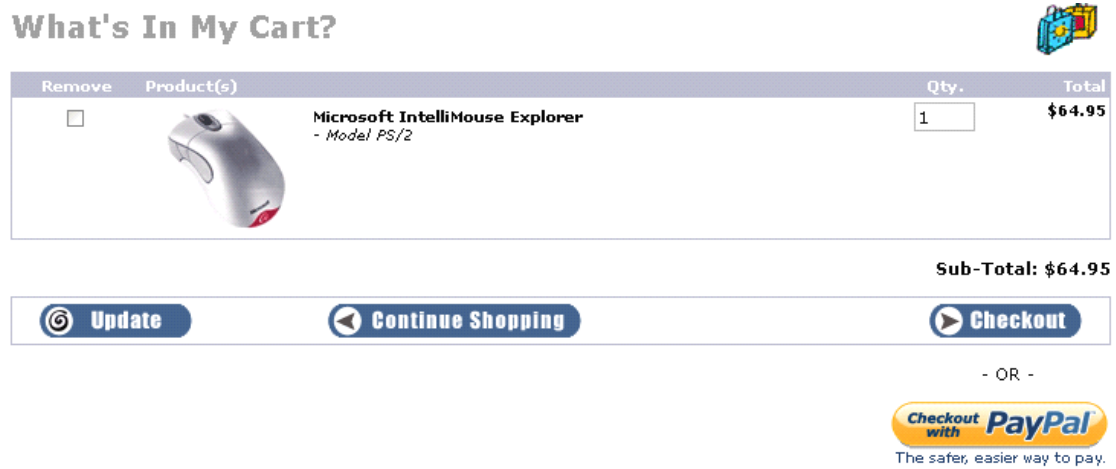 What's In My Cart?
Remove Product(s) Qty. Total
Microsoft IntelliMouse Explorer 1 $64.95
- Model PS/2
Microsoft
Sub-Total: $64.95
Update Continue Shopping Checkout
- OR -
Checkout with PayPal
The safer, easier way to pay.